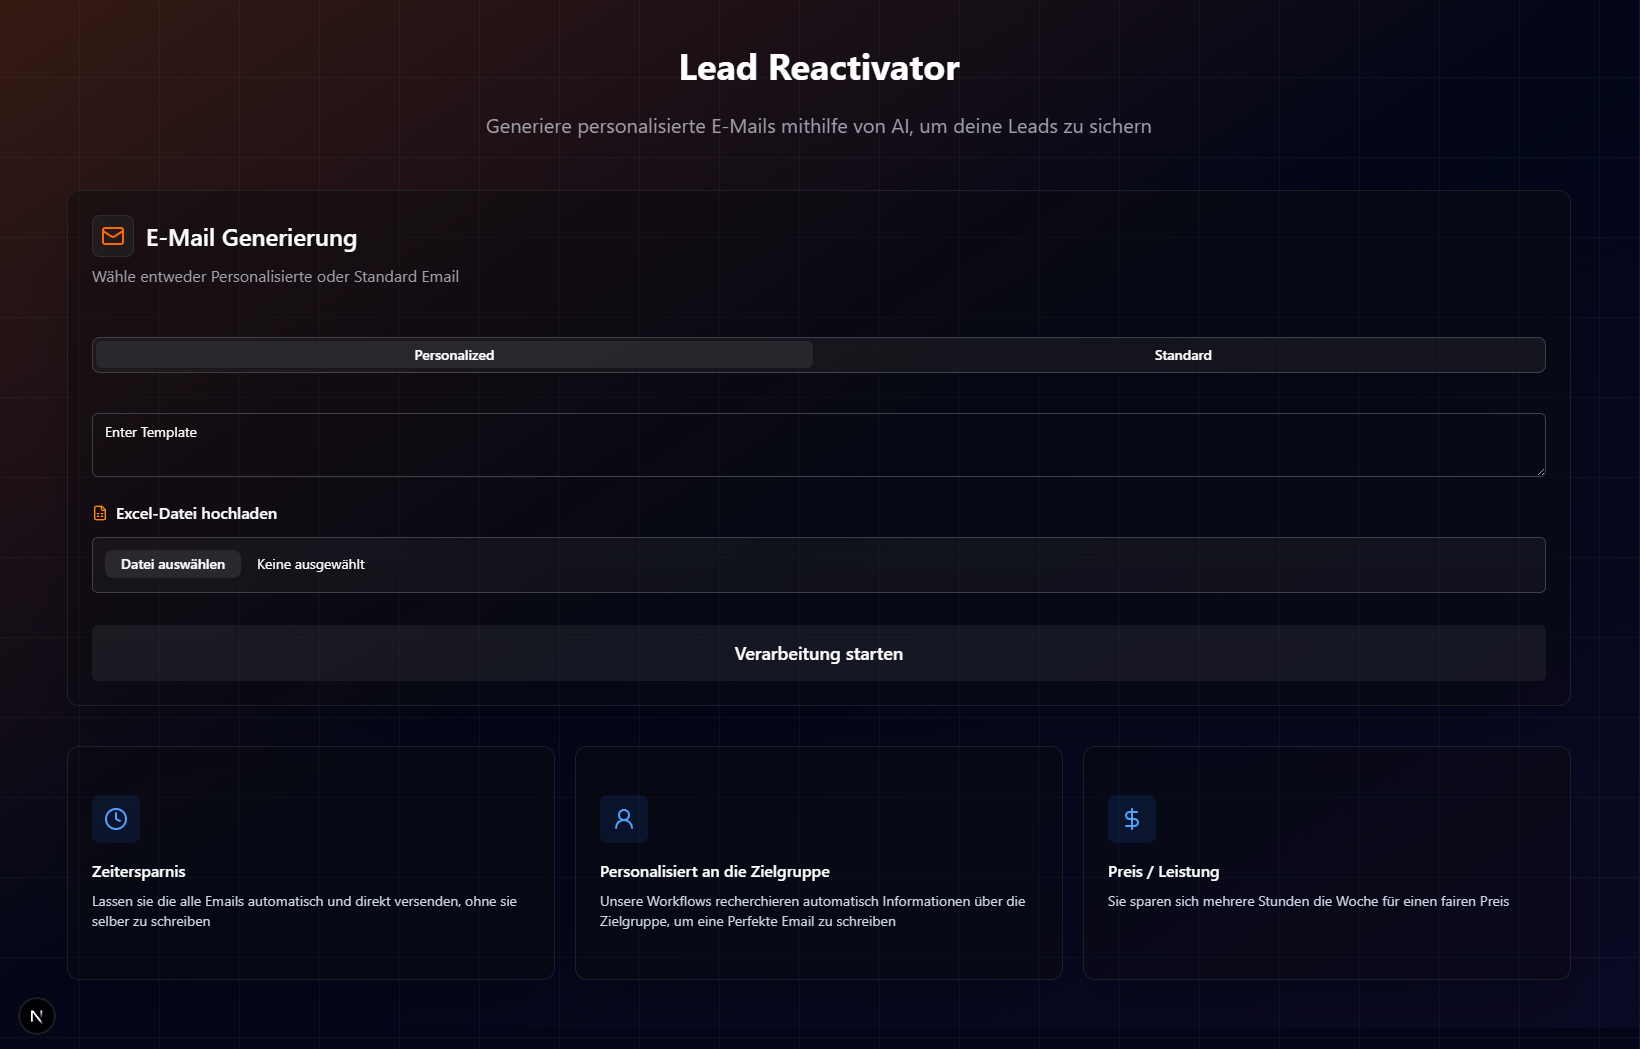 Lead Reactivator
Generiere personalisierte E-Mails mithilfe von AI, um deine Leads zu sichern
E-Mail Generierung
Wähle entweder Personalisierte oder Standard Email
Personalized
Standard
Enter Template
Excel-Datei hochladen
Datei auswählen
Keine ausgewählt
Verarbeitung starten
Zeitersparnis
Lassen sie die alle Emails automatisch und direkt versenden, ohne sie
selber zu schreiben
Personalisiert an die Zielgruppe
Unsere Workflows recherchieren automatisch Informationen über die
Zielgruppe, um eine Perfekte Email zu schreiben
Preis / Leistung
Sie sparen sich mehrere Stunden die Woche für einen fairen Preis
N